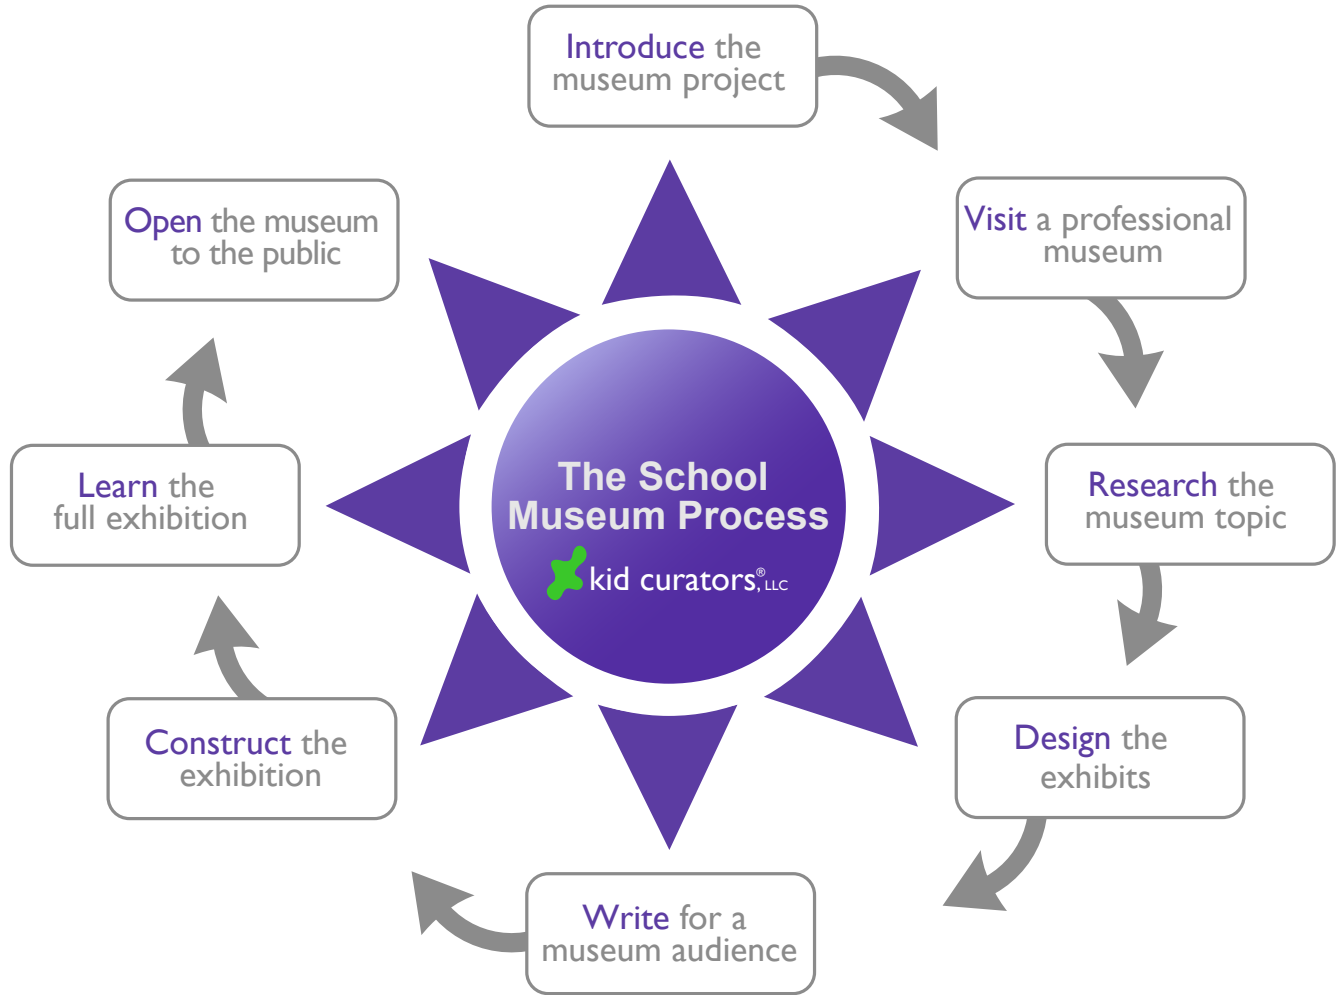 Introduce the
museum project
Visit a professional
museum
Research the
museum topic
Design the
exhibits
Write for a
museum audience
Construct the
exhibition
Learn the
full exhibition
Open the museum
to the public
The School
Museum Process
kid curators,® LLC